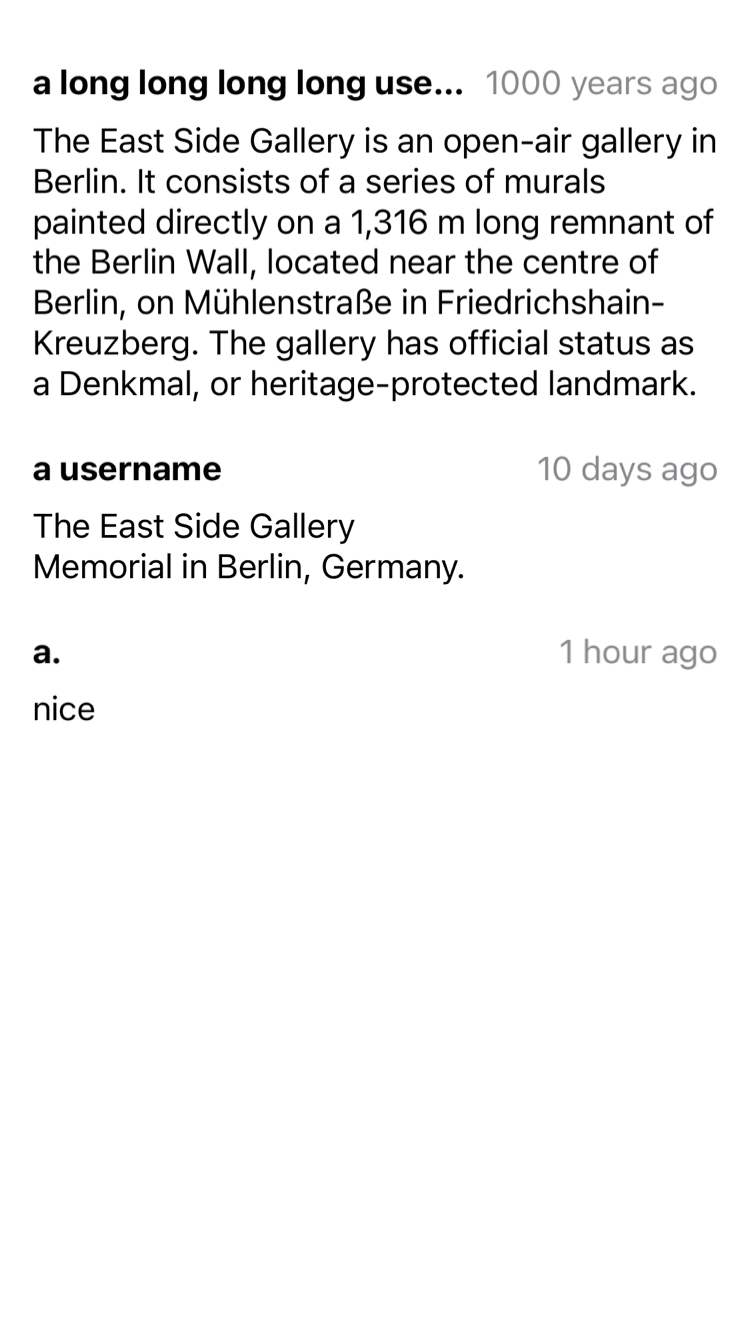 a long long long long use... 1000 years ago
The East Side Gallery is an open-air gallery in
Berlin. It consists of a series of murals
painted directly on a 1,316 m long remnant of
the Berlin Wall, located near the centre of
Berlin, on Mühlenstraße in Friedrichshain-
Kreuzberg. The gallery has official status as
a Denkmal, or heritage-protected landmark.
a username 10 days ago
The East Side Gallery
Memorial in Berlin, Germany.
a. 1 hour ago
nice